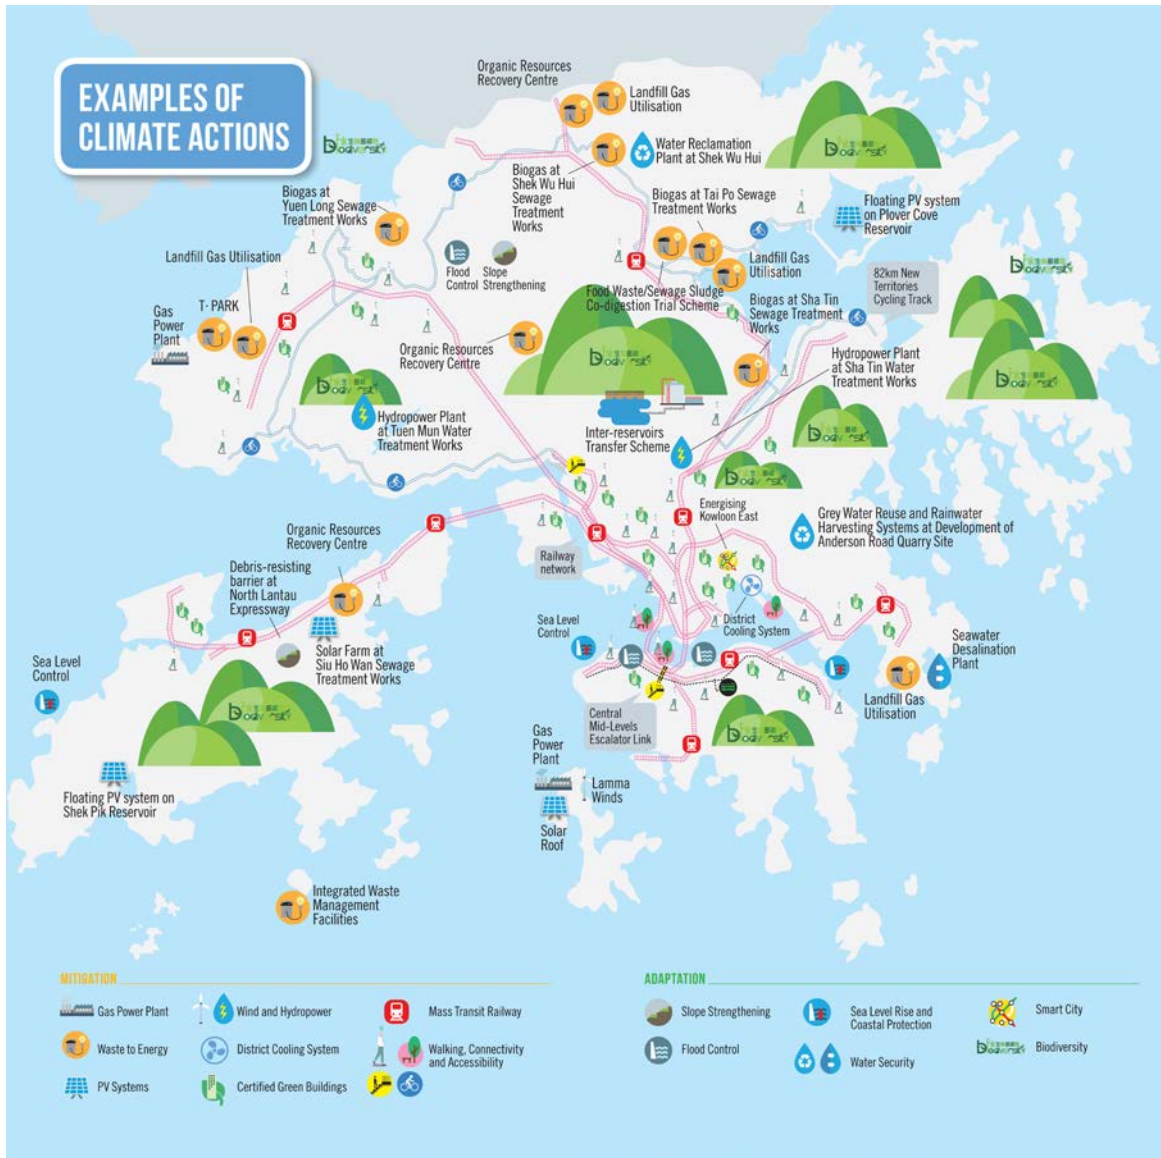 EXAMPLES OF
CLIMATE ACTIONS
Organic Resources
Recovery Centre
Landfill Gas
Utilisation
Water Reclamation
Plant at Shek Wu Hui
Biogas at
Shek Wu Hui
Sewage
Treatment
Works
Biogas at
Yuen Long Sewage
Treatment Works
Biogas at Tai Po Sewage
Treatment Works
Floating PV system
on Plover Cove
Reservoir
Landfill Gas Utilisation
Flood
Control
Slope
Strengthening
Landfill Gas
Utilisation
82km New
Territories
Cycling Track
Food Waste/Sewage Sludge
Co-digestion Trial Scheme
Biogas at Sha Tin
Sewage Treatment
Works
T· PARK
Gas
Power
Plant
Organic Resources
Recovery Centre
Hydropower Plant
at Sha Tin Water
Treatment Works
Hydropower Plant
at Tuen Mun Water
Treatment Works
Inter-reservoirs
Transfer Scheme
Energising
Kowloon East
Grey Water Reuse and Rainwater
Harvesting Systems at Development of
Anderson Road Quarry Site
Organic Resources
Recovery Centre
Railway
network
Debris-resisting
barrier at
North Lantau
Expressway
District
Cooling System
Sea Level
Control
Seawater
Desalination
Plant
Solar Farm at
Siu Ho Wan Sewage
Treatment Works
Sea Level
Control
Landfill Gas
Utilisation
Central
Mid-Levels
Escalator Link
Gas
Power
Plant
Lamma
Winds
Solar
Roof
Floating PV system on
Shek Pik Reservoir
Integrated Waste
Management
Facilities
MITIGATION
Gas Power Plant
Wind and Hydropower
Mass Transit Railway
Waste to Energy
District Cooling System
Walking, Connectivity
and Accessibility
PV Systems
Certified Green Buildings
ADAPTATION
Slope Strengthening
Sea Level Rise and
Coastal Protection
Smart City
Flood Control
Water Security
Biodiversity